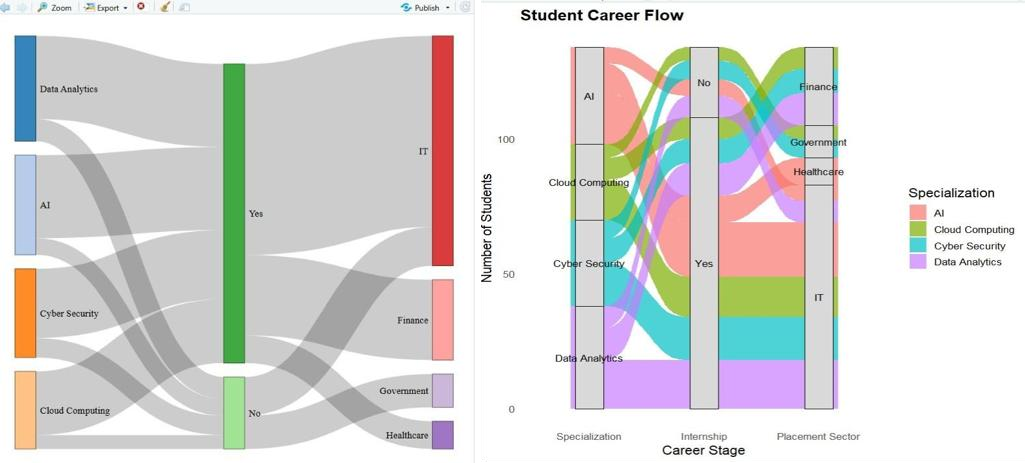 Zoom
Export
Publish
Data Analytics
AI
Cyber Security
Cloud Computing
Yes
No
IT
Finance
Government
Healthcare
Student Career Flow
Number of Students
100
50
0
AI
Cloud Computing
Cyber Security
Data Analytics
No
Yes
Finance
Government
Healthcare
IT
Specialization
Internship
Placement Sector
Career Stage
Specialization
AI
Cloud Computing
Cyber Security
Data Analytics